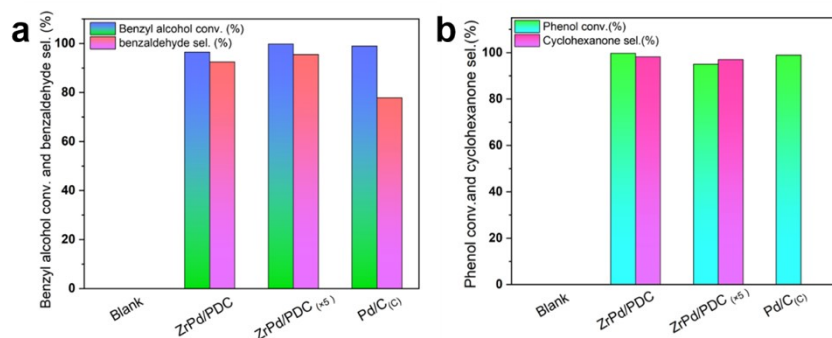 a
Benzyl alcohol conv. and benzaldehyde sel. (%)
Benzyl alcohol conv. (%)
benzaldehyde sel. (%)
100
80
60
40
20
0
Blank
ZrPd/PDC
ZrPd/PDC (×5)
Pd/C(C)
b
Phenol conv.and cyclohexanone sel.(%)
Phenol conv.(%)
Cyclohexanone sel.(%)
100
80
60
40
20
0
Blank
ZrPd/PDC
ZrPd/PDC (×5)
Pd/C(C)